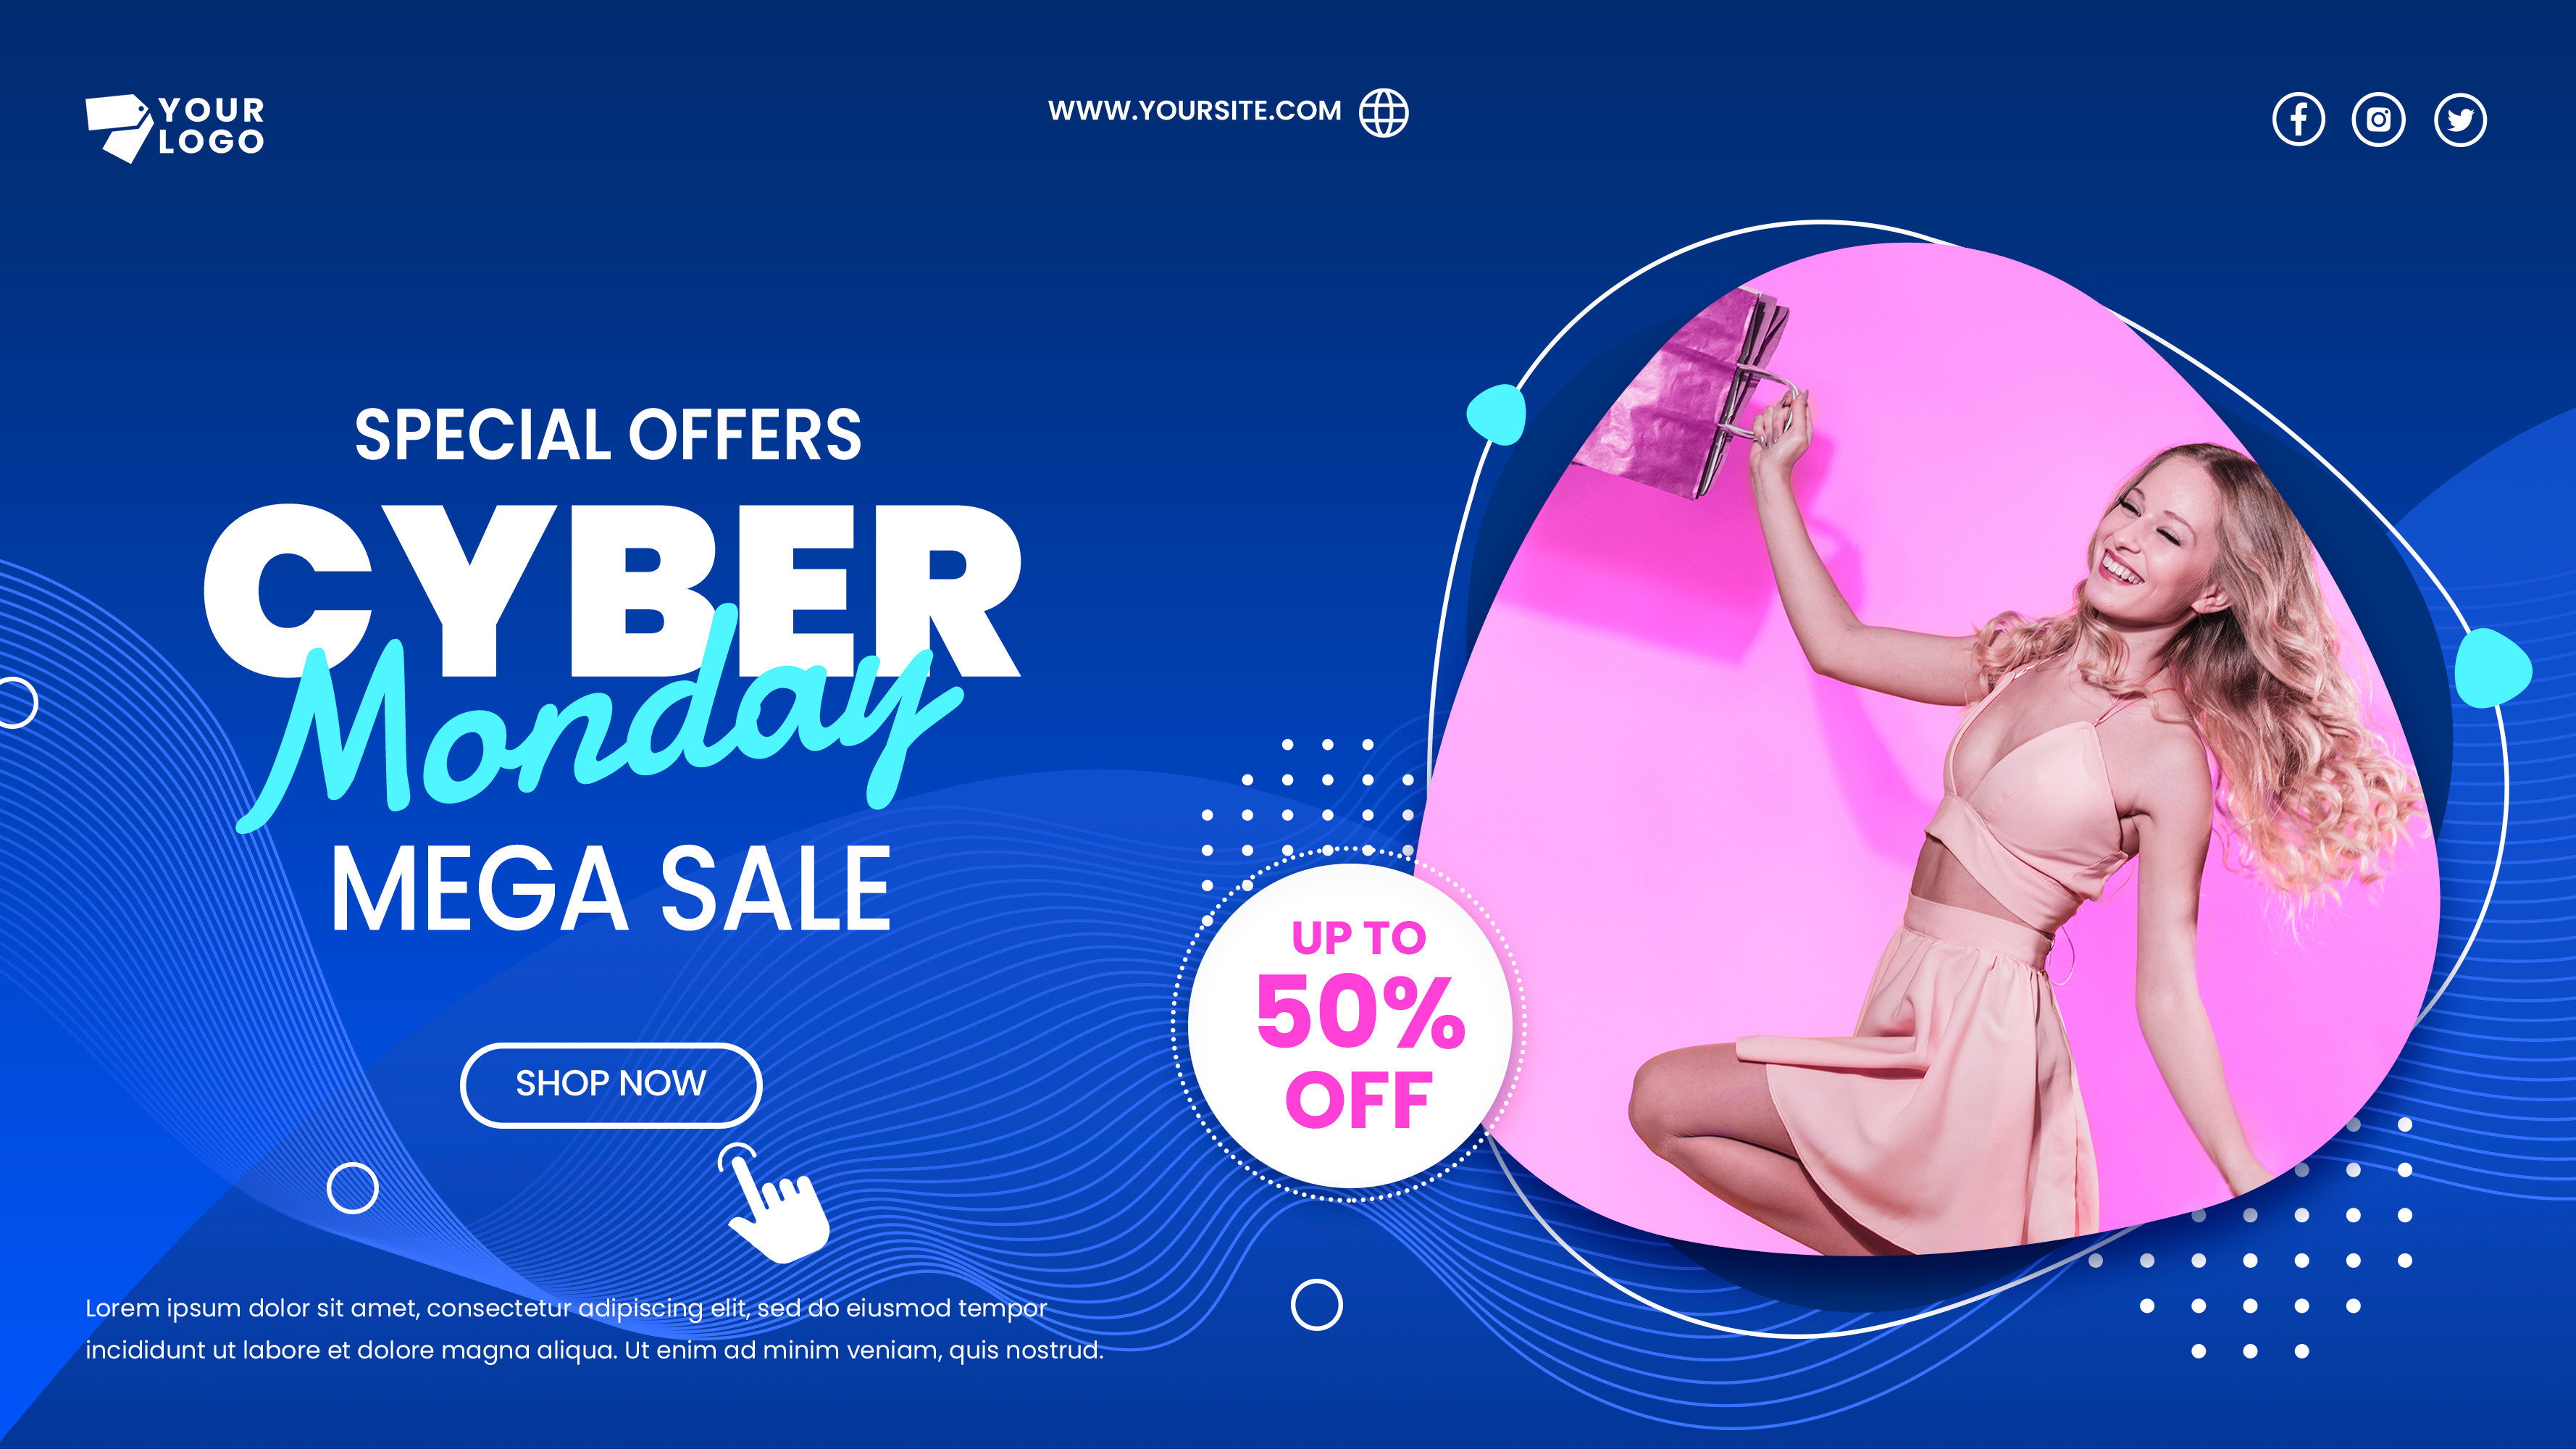 YOUR
LOGO
WWW.YOURSITE.COM
SPECIAL OFFERS
CYBER
Monday
MEGA SALE
SHOP NOW
UP TO
50%
OFF
Lorem ipsum dolor sit amet, consectetur adipiscing elit, sed do eiusmod tempor
incididunt ut labore et dolore magna aliqua. Ut enim ad minim veniam, quis nostrud.